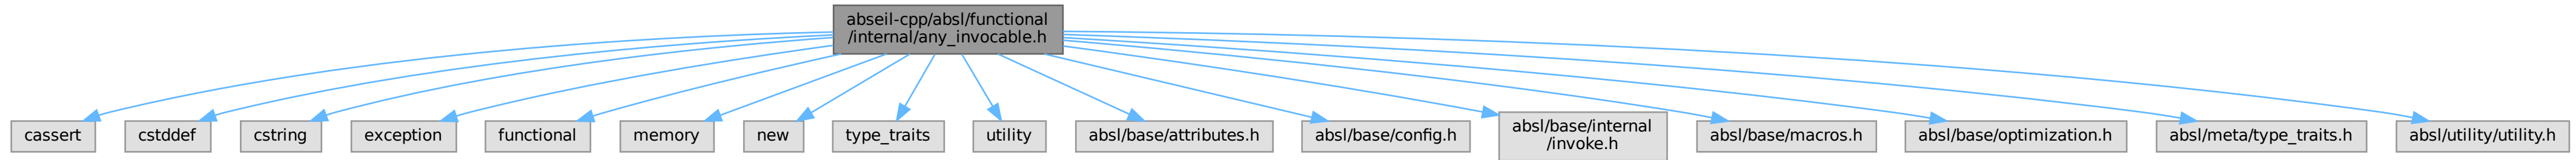 abseil-cpp/absl/functional
/internal/any_invocable.h
cassert
cstddef
cstring
exception
functional
memory
new
type_traits
utility
absl/base/attributes.h
absl/base/config.h
absl/base/internal
/invoke.h
absl/base/macros.h
absl/base/optimization.h
absl/meta/type_traits.h
absl/utility/utility.h